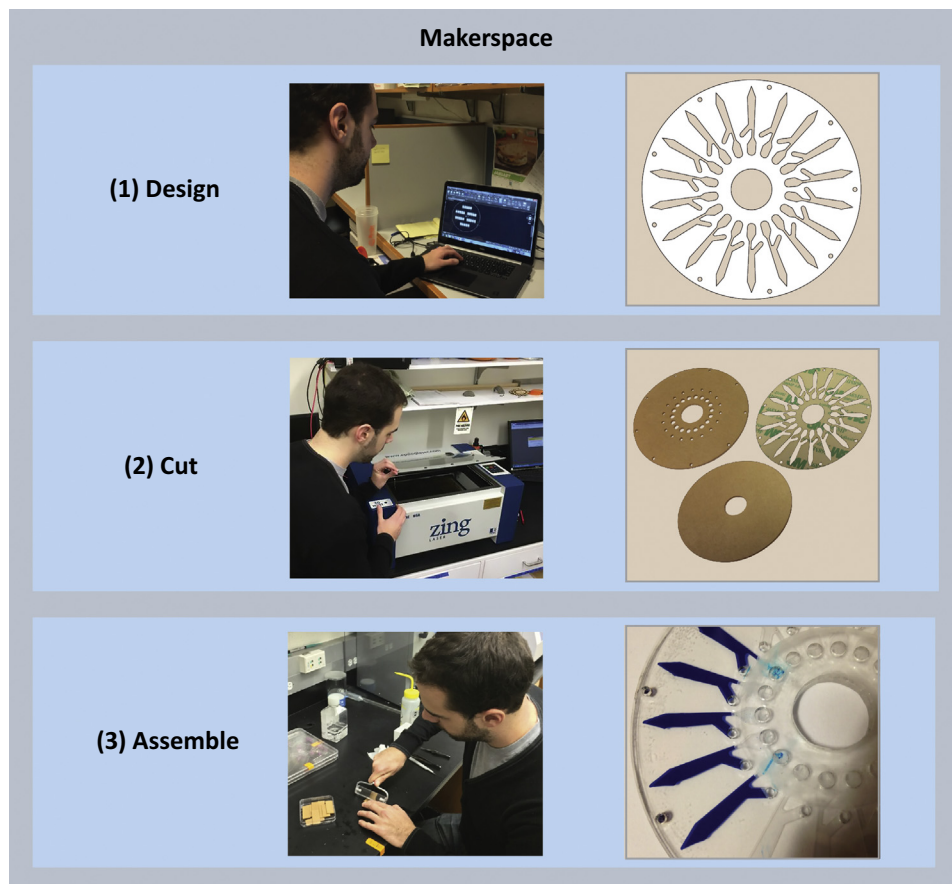 Makerspace
(1) Design
(2) Cut
zing
LASER
(3) Assemble